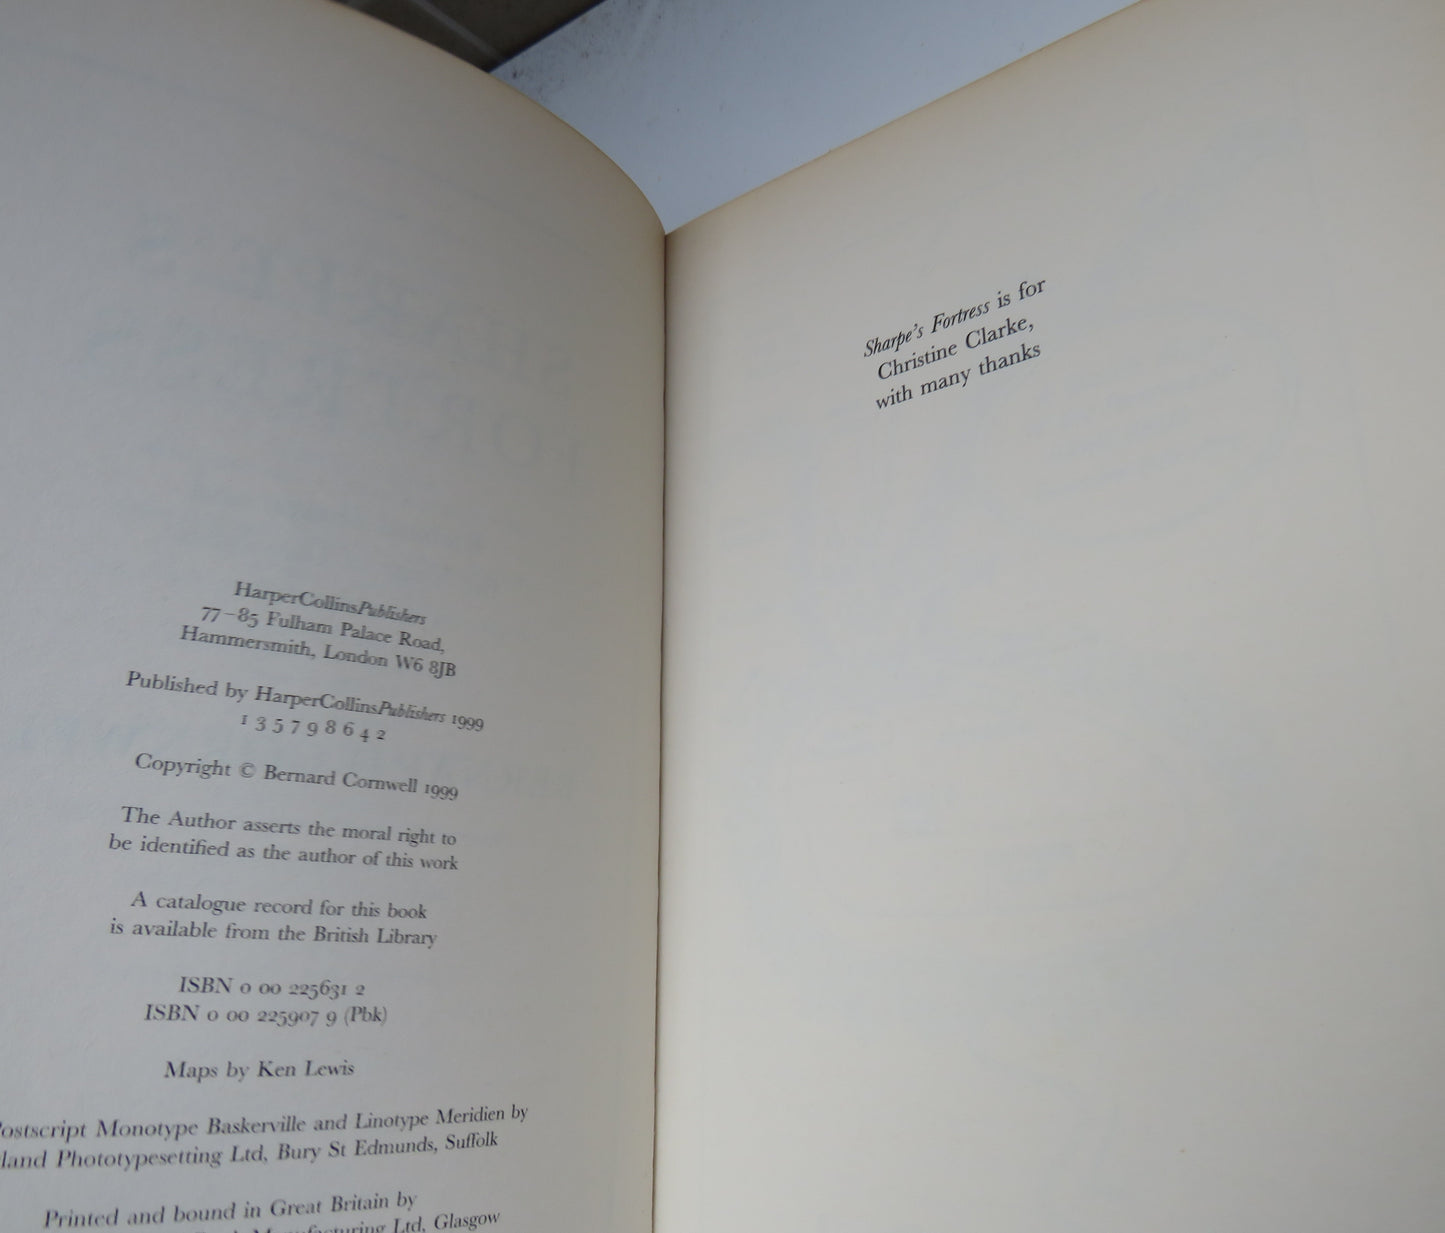 HarperCollinsPublishers
77–85 Fulham Palace Road,
Hammersmith, London W6 8JB
Published by HarperCollinsPublishers 1999
1 3 5 7 9 8 6 4 2
Copyright © Bernard Cornwell 1999
The Author asserts the moral right to
be identified as the author of this work
A catalogue record for this book
is available from the British Library
ISBN 0 00 225631 2
ISBN 0 00 225907 9 (Pbk)
Maps by Ken Lewis
ostscript Monotype Baskerville and Linotype Meridien by
land Phototypesetting Ltd, Bury St Edmunds, Suffolk
Printed and bound in Great Britain by
Manufacturing Ltd, Glasgow
Sharpe's Fortress is for
Christine Clarke,
with many thanks